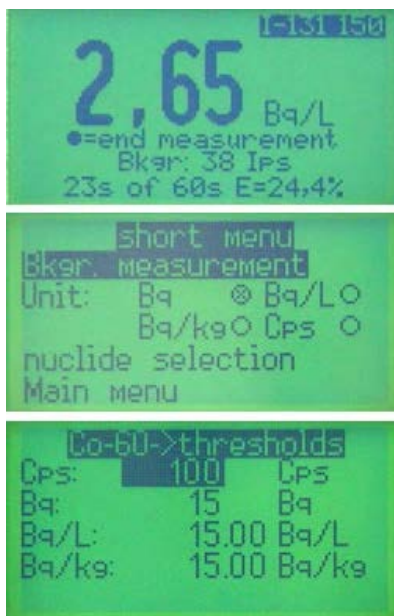 I-131 150
2,65 Bq/L
●=end measurement
Bkgr: 38 Ips
23s of 60s E=24,4%
short menu
Bkgr. measurement
Unit: Bq ⊗ Bq/L○
Bq/kg○ Cps ○
nuclide selection
Main menu
Co-60->thresholds
Cps: 100 Cps
Bq: 15 Bq
Bq/L: 15.00 Bq/L
Bq/kg: 15.00 Bq/kg